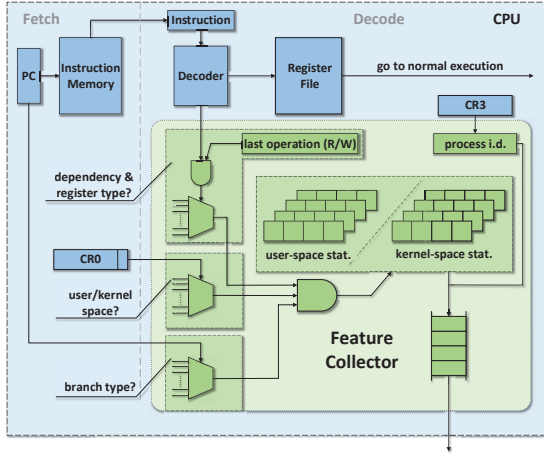 Fetch
Decode
CPU
Instruction
PC
Instruction
Memory
Decoder
Register
File
go to normal execution
CR3
last operation (R/W)
process i.d.
dependency &
register type?
user-space stat.
kernel-space stat.
CR0
user/kernel
space?
Feature
Collector
branch type?